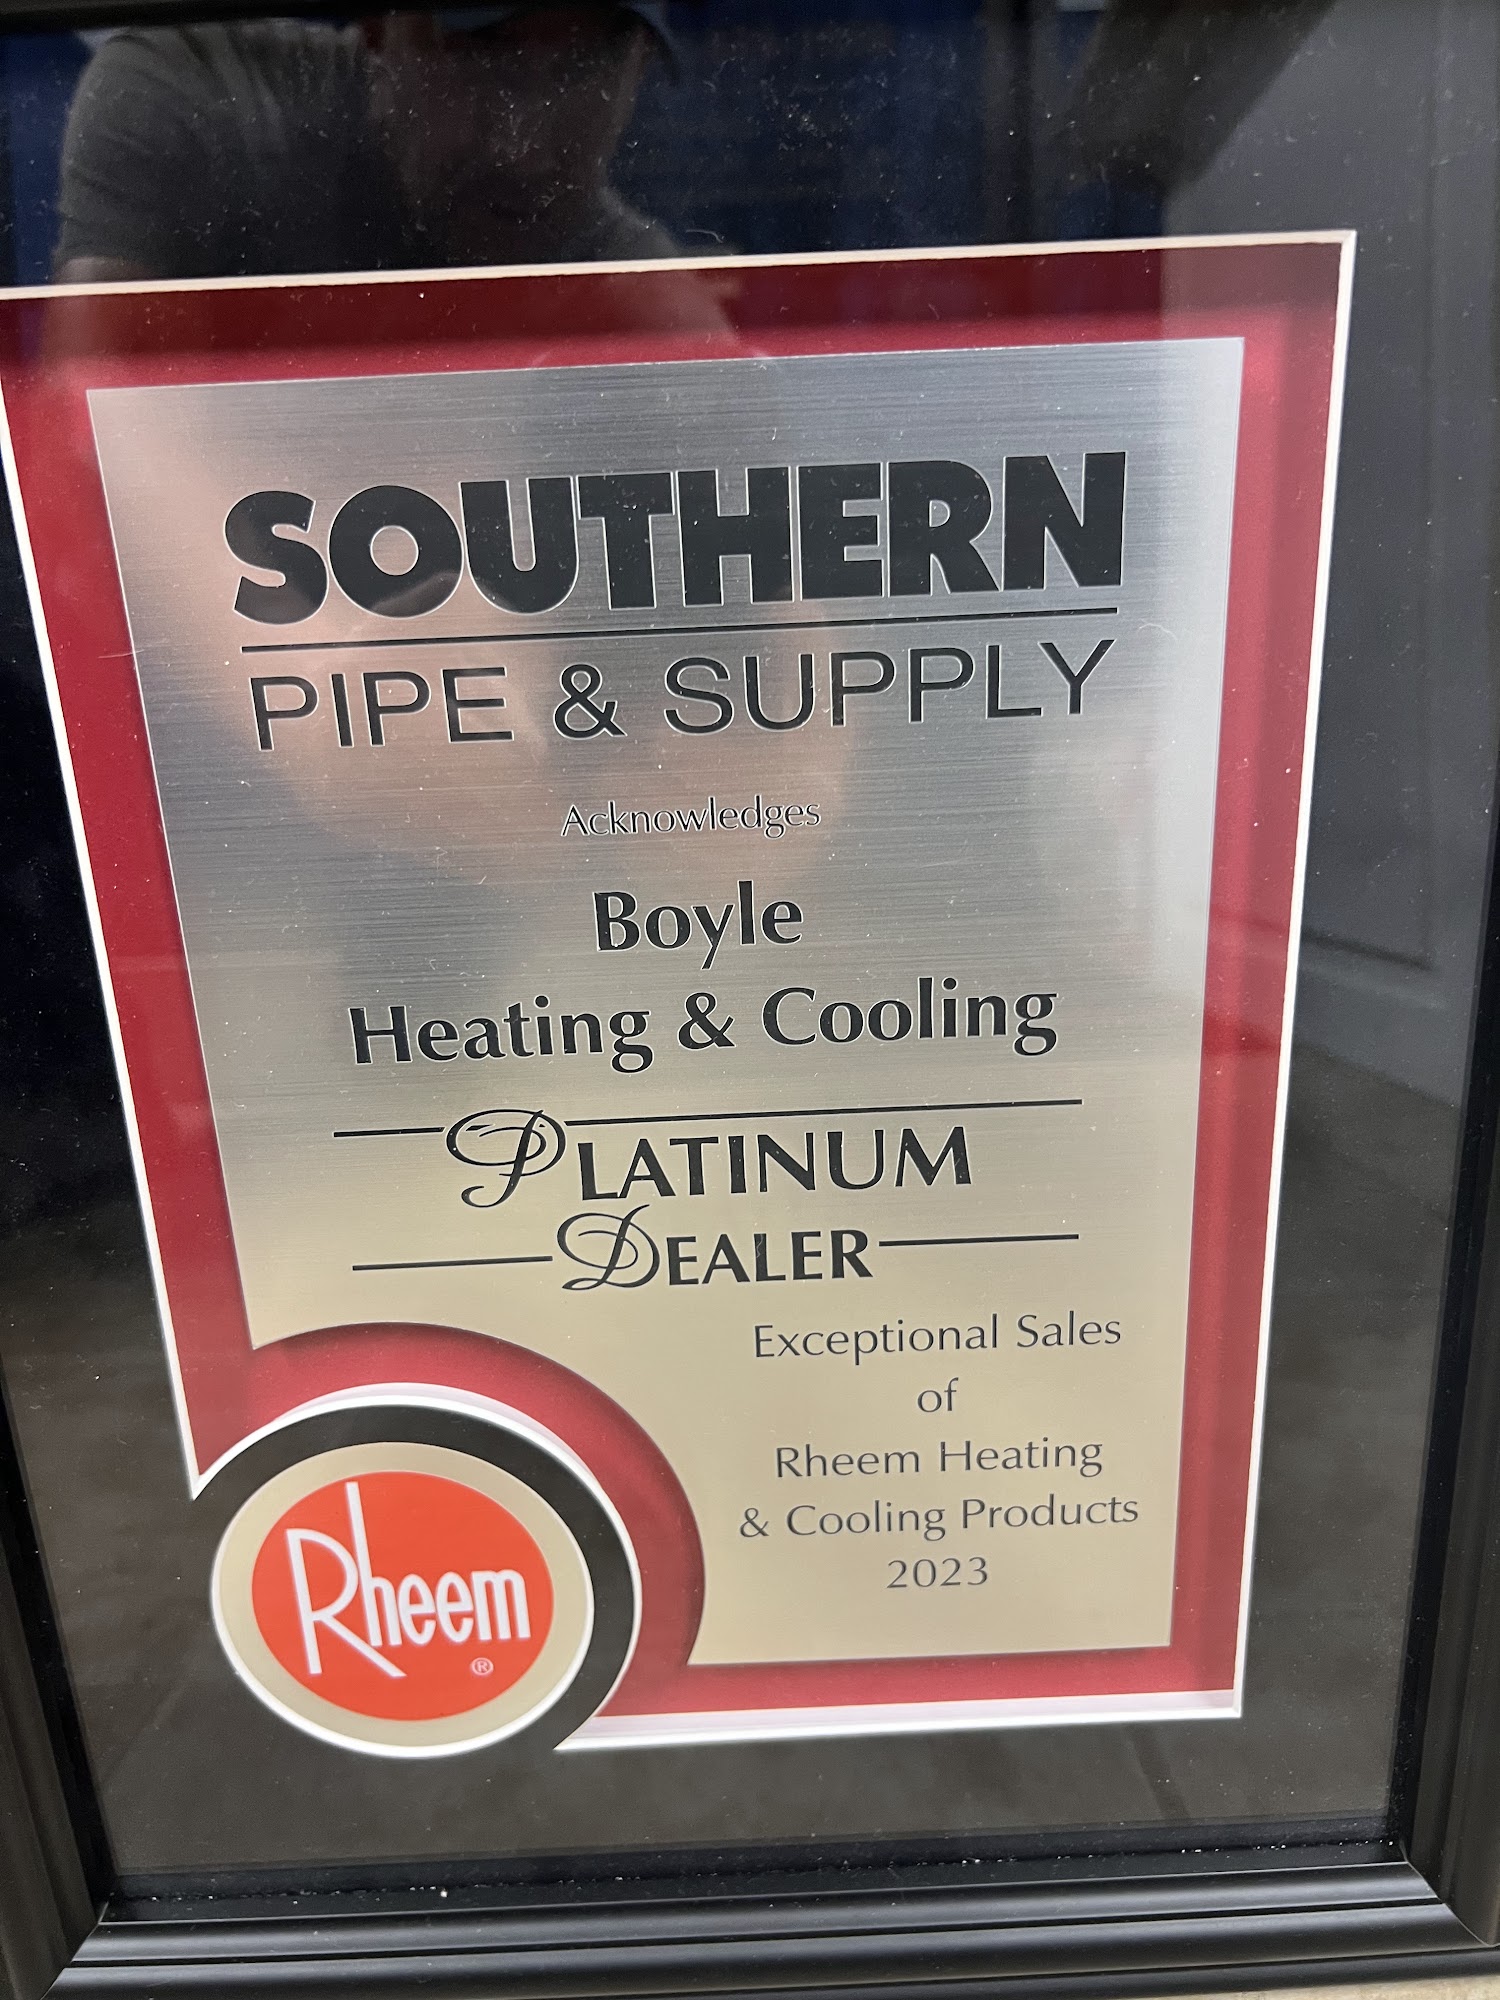 SOUTHERN
PIPE & SUPPLY
Acknowledges
Boyle
Heating & Cooling
PLATINUM
DEALER
Exceptional Sales
of
Rheem Heating
& Cooling Products
2023
Rheem
®